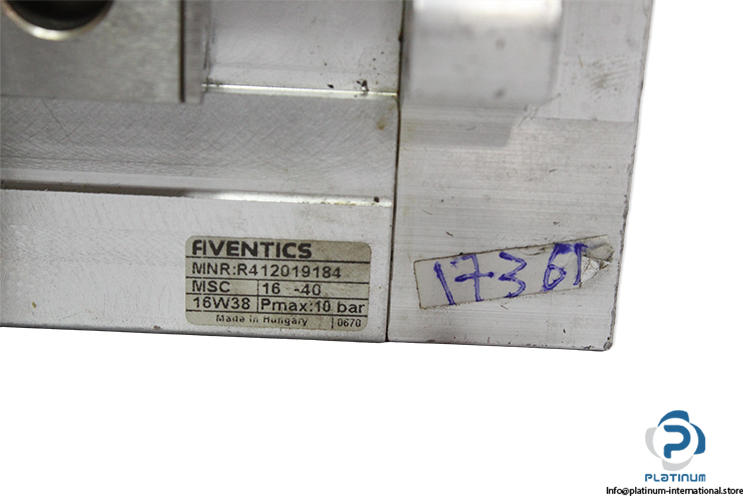 AVENTICS
MNR:R412019184
MSC 16 -40
16W38 Pmax:10 bar
Made in Hungary 0670
PLATINUM
Info@platinum-international.store